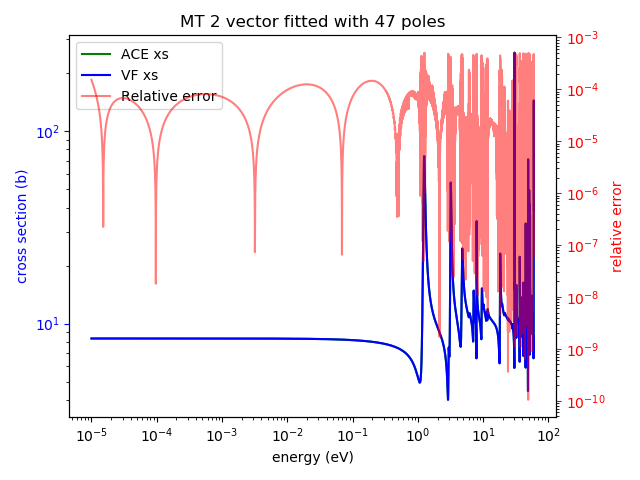 MT 2 vector fitted with 47 poles
ACE xs
VF xs
Relative error
cross section (b)
10²
10¹
10⁻³
10⁻⁴
10⁻⁵
10⁻⁶
10⁻⁷
10⁻⁸
10⁻⁹
10⁻¹⁰
relative error
10⁻⁵ 10⁻⁴ 10⁻³ 10⁻² 10⁻¹ 10⁰ 10¹ 10²
energy (eV)